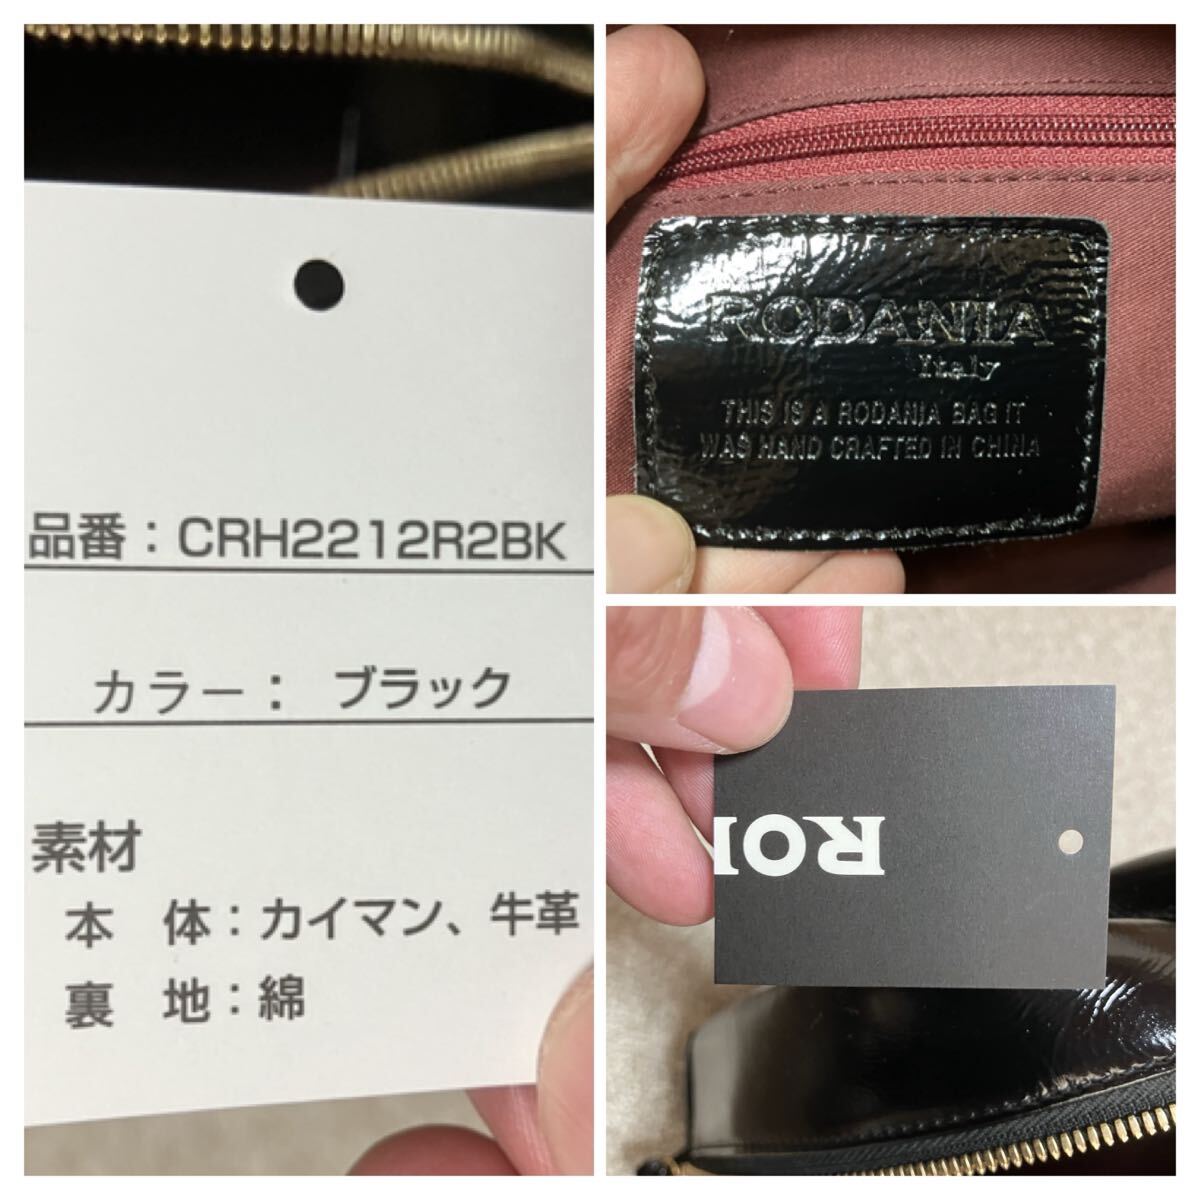 品番：CRH2212R2BK
カラー： ブラック
素材
本　体：カイマン、牛革
裏　地：綿
RODANIA
Italy
THIS IS A RODANIA BAG IT
WAS HAND CRAFTED IN CHINA